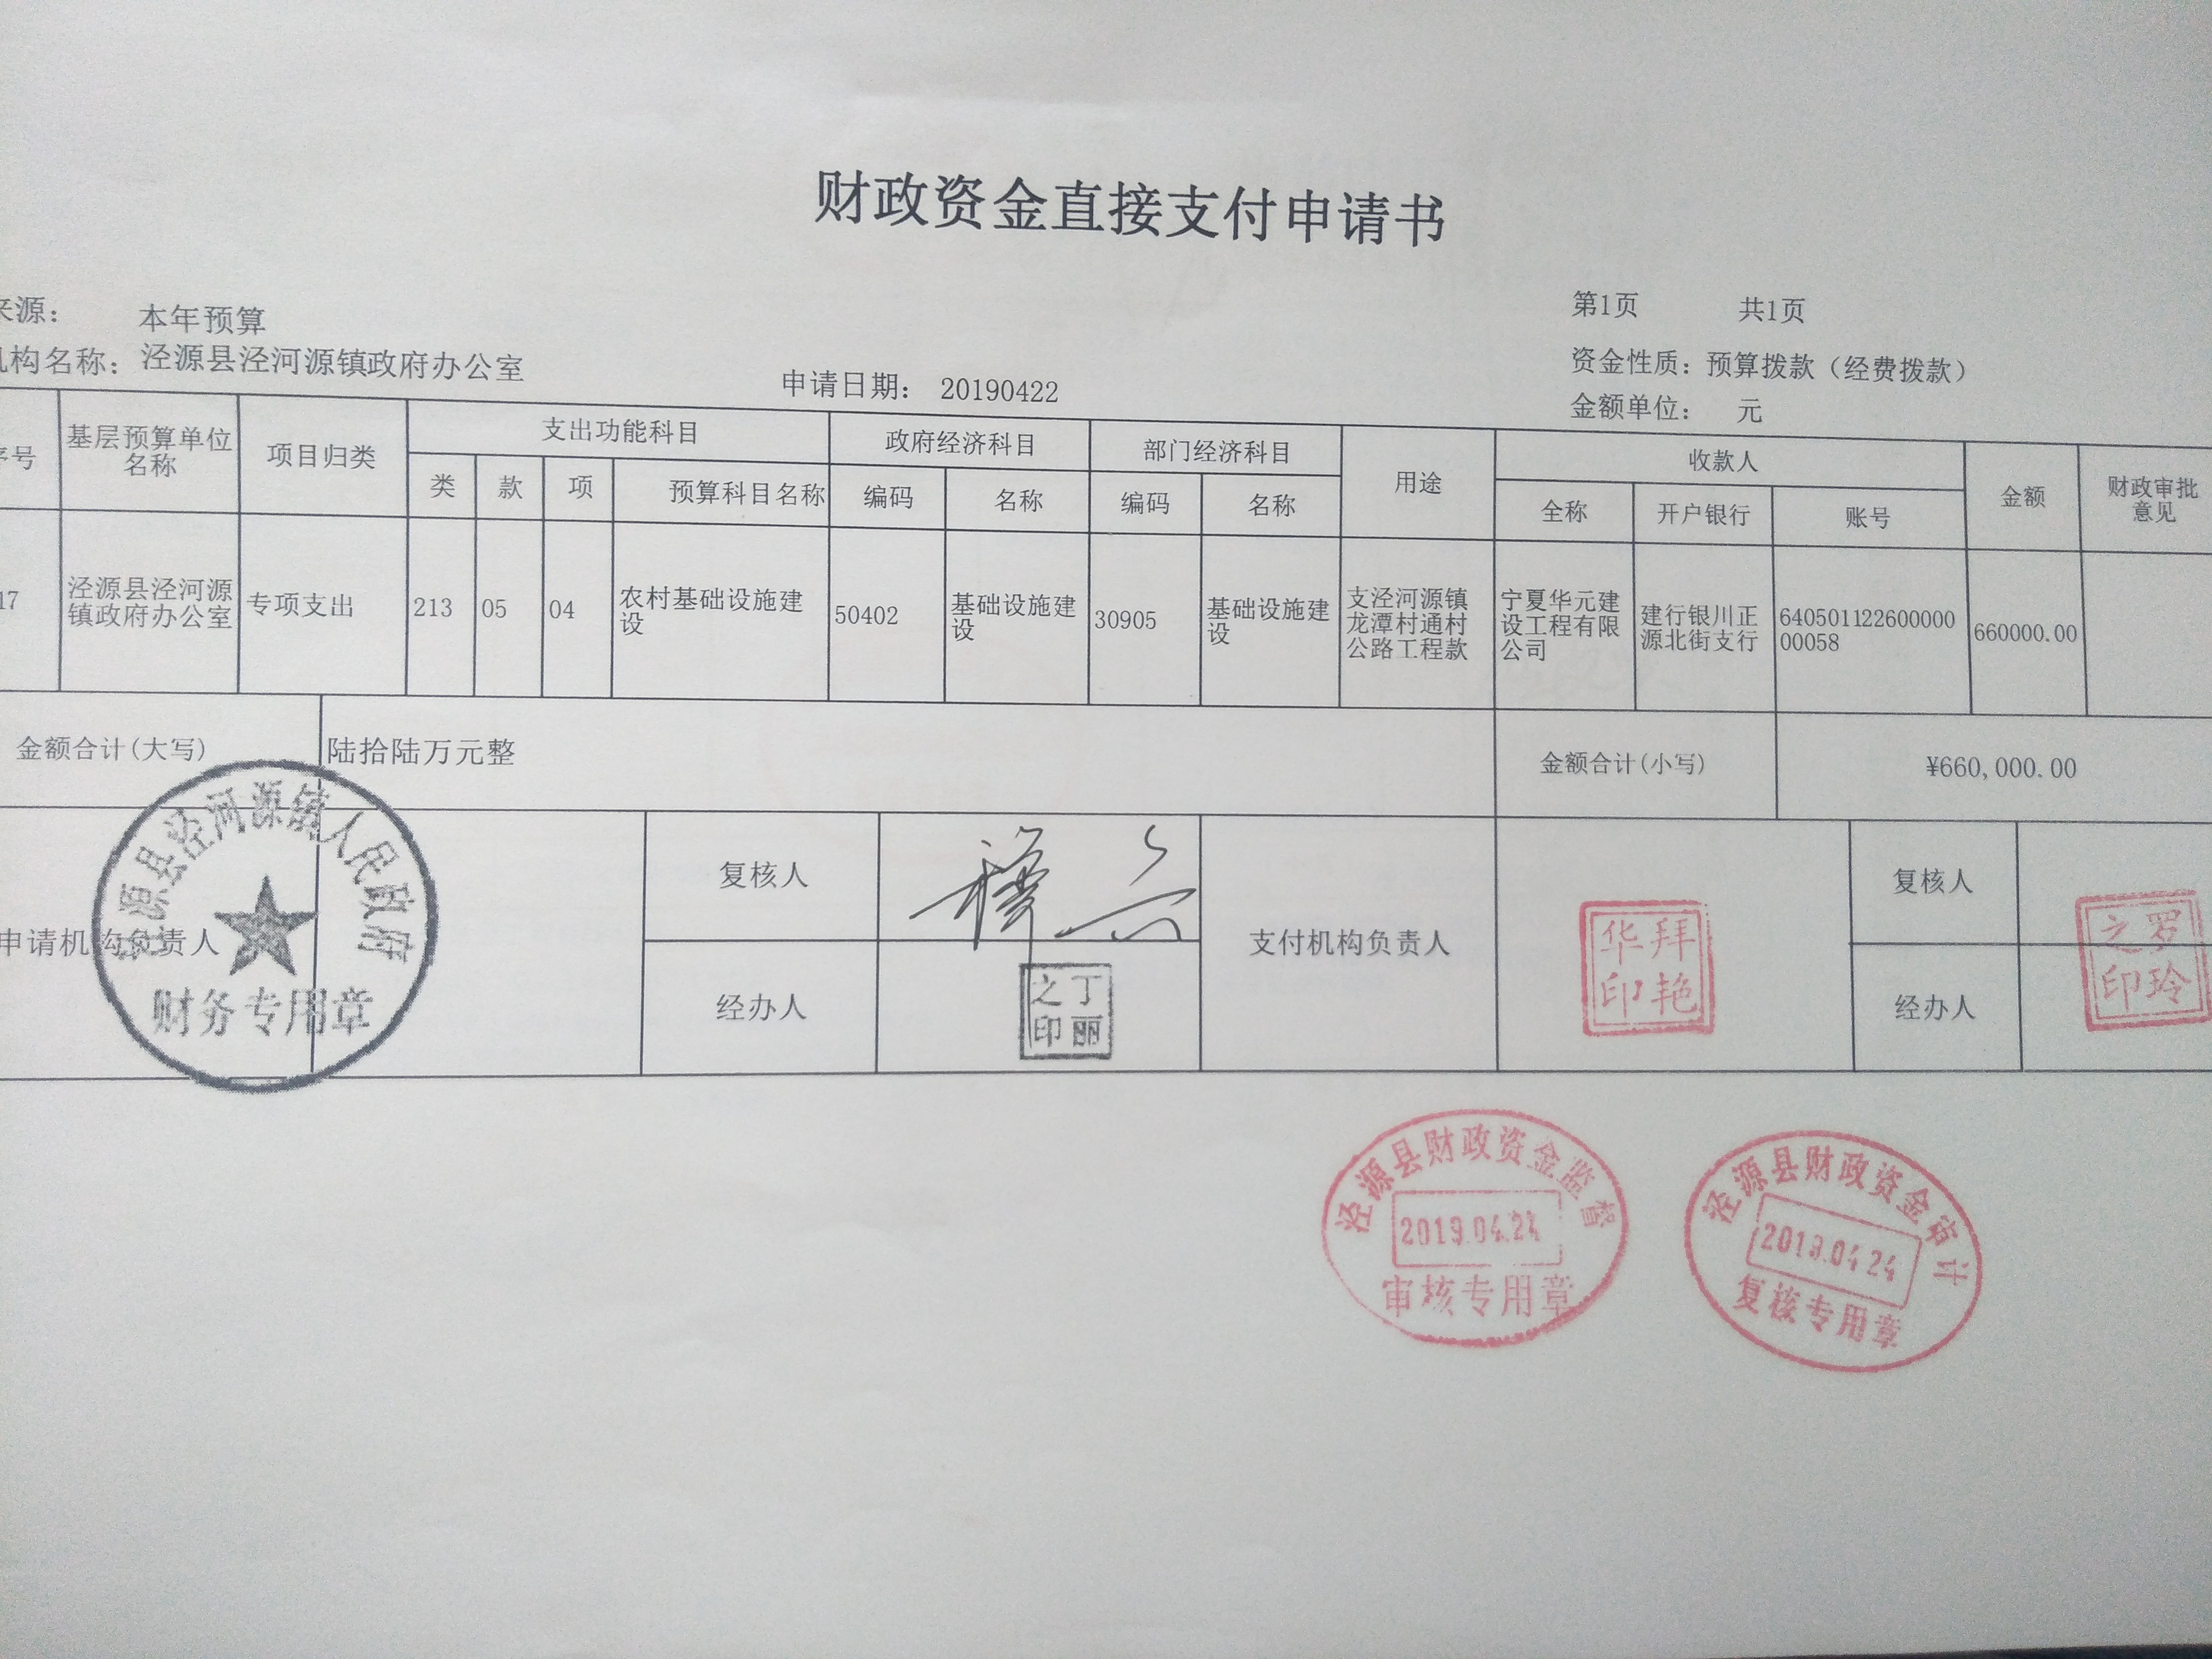 财政资金直接支付申请书
来源： 本年预算
第1页 共1页
机构名称：泾源县泾河源镇政府办公室
申请日期： 20190422
资金性质：预算拨款（经费拨款）
金额单位： 元
序号 基层预算单位名称 项目归类 支出功能科目 政府经济科目 部门经济科目 用途 收款人 金额 财政审批意见
类 款 项 预算科目名称 编码 名称 编码 名称 全称 开户银行 账号
17 泾源县泾河源镇政府办公室 专项支出 213 05 04 农村基础设施建设 50402 基础设施建设 30905 基础设施建设 支泾河源镇龙潭村通村公路工程款 宁夏华元建设工程有限公司 建行银川正源北街支行 64050112260000000058 660000.00
金额合计(大写) 陆拾陆万元整 金额合计(小写) ¥660,000.00
申请机构负责人
复核人
经办人
支付机构负责人
复核人
经办人
泾源县泾河源镇人民政府
财务专用章
丁丽之印
拜艳华印
罗玲之印
泾源县财政资金监督
2019.04.24
审核专用章
泾源县财政资金审计
2019.04.24
复核专用章